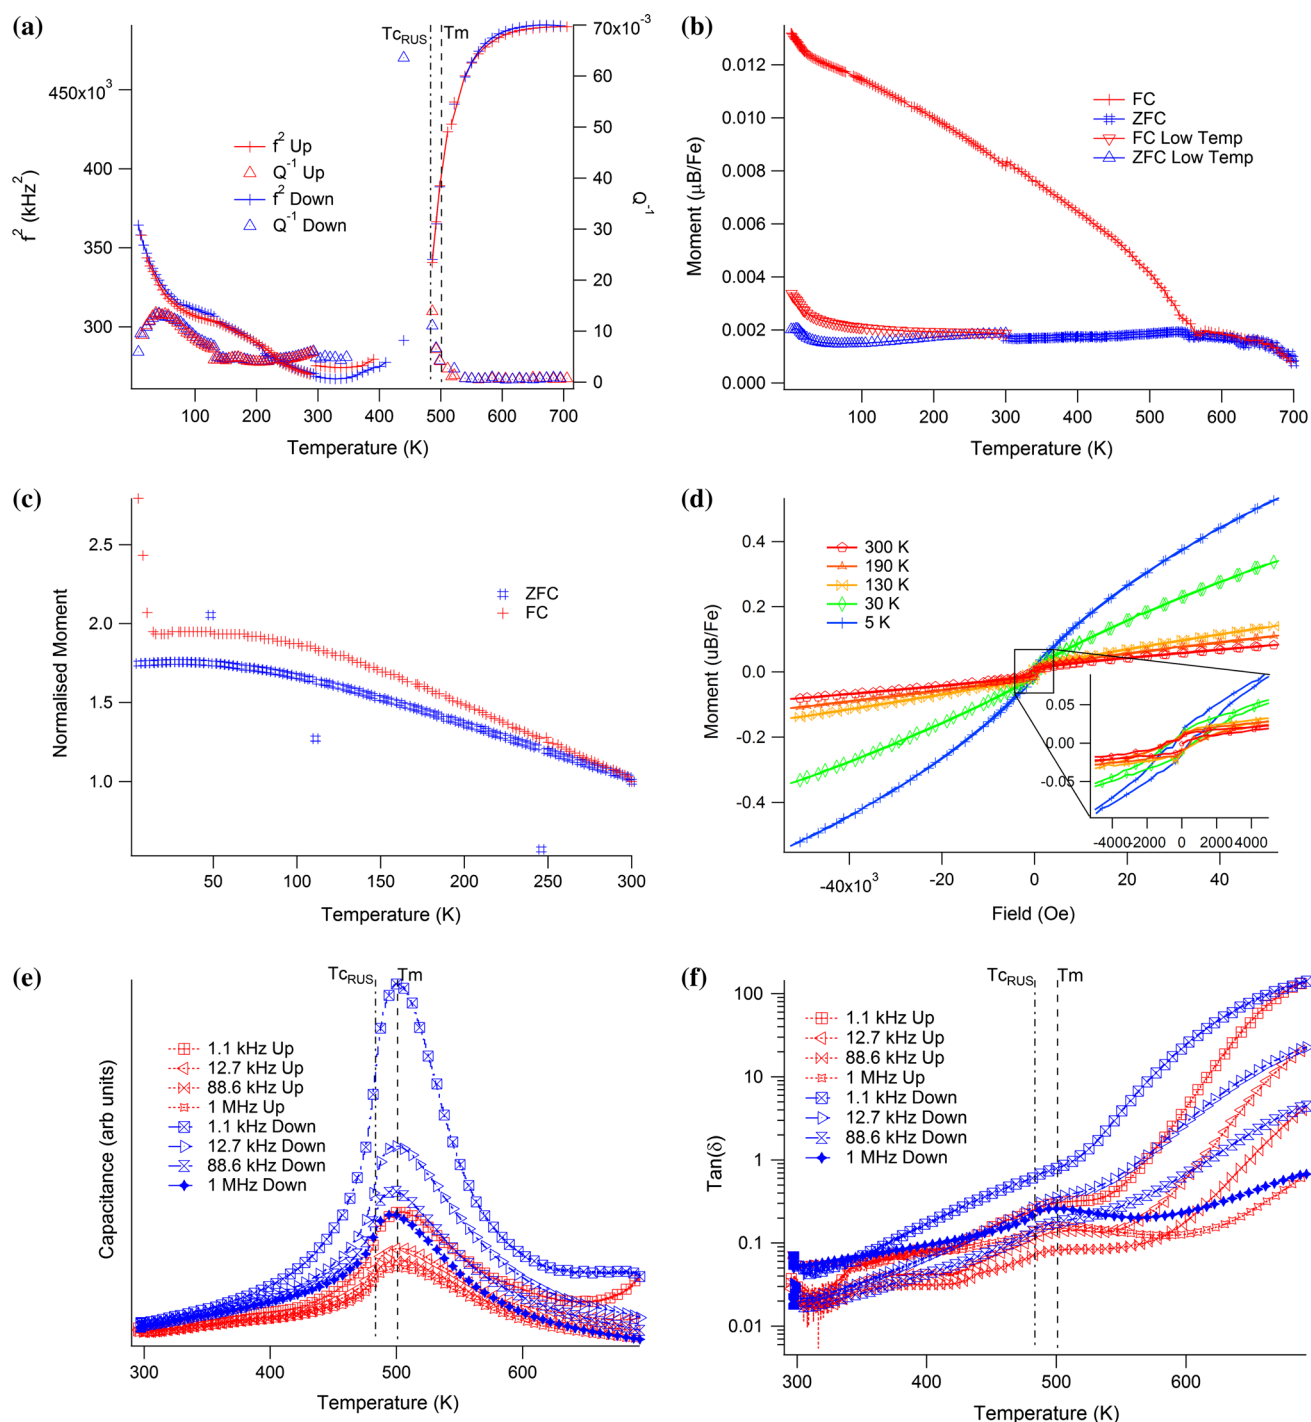 (a)
Tc_RUS Tm
70x10⁻³
60
50
40
30
20
10
0
Q⁻¹
450x10³
400
350
300
f² (kHz²)
f² Up
Q⁻¹ Up
f² Down
Q⁻¹ Down
100 200 300 400 500 600 700
Temperature (K)
(b)
0.012
0.010
0.008
0.006
0.004
0.002
0.000
Moment (µB/Fe)
FC
ZFC
FC Low Temp
ZFC Low Temp
100 200 300 400 500 600 700
Temperature (K)
(c)
2.5
2.0
1.5
1.0
Normalised Moment
ZFC
FC
50 100 150 200 250 300
Temperature (K)
(d)
0.4
0.2
0.0
-0.2
-0.4
Moment (uB/Fe)
300 K
190 K
130 K
30 K
5 K
0.05
0.00
-0.05
-4000 -2000 0 2000 4000
-40x10³ -20 0 20 40
Field (Oe)
(e)
Tc_RUS Tm
Capacitance (arb units)
1.1 kHz Up
12.7 kHz Up
88.6 kHz Up
1 MHz Up
1.1 kHz Down
12.7 kHz Down
88.6 kHz Down
1 MHz Down
300 400 500 600
Temperature (K)
(f)
Tc_RUS Tm
100
10
1
0.1
0.01
Tan(δ)
1.1 kHz Up
12.7 kHz Up
88.6 kHz Up
1 MHz Up
1.1 kHz Down
12.7 kHz Down
88.6 kHz Down
1 MHz Down
300 400 500 600
Temperature (K)